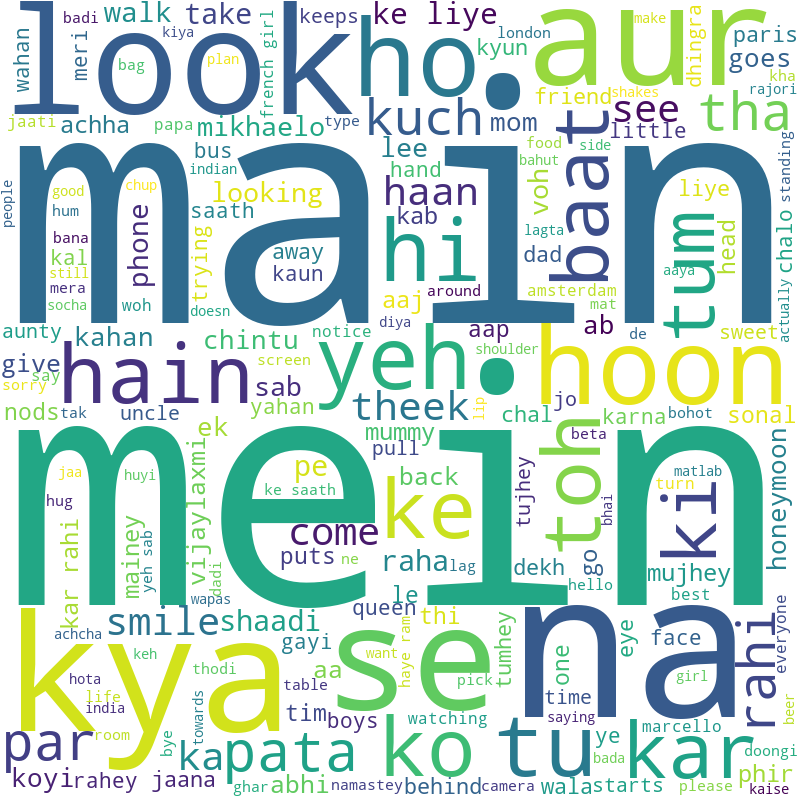 badi walk take keeps ke liye london make paris
wahan meri kiya look ho. aur
bag plan french girl kyun dhingra goes
jaati achha papa mikhaelo type kuch mom friend shakes see little tha kha rajori
bus indian lee hand haan baat food bahut side voh liye standing
people good chup looking
hum saath kab hi tum head chalo
main
bana phone trying away dad lagta aaya
kal still kaun amsterdam mat actually
mera socha woh doesn aaj around
aunty kahan chintu notice diya yeh. aap ab de sweet
give say hain screen shoulder hoon
sorry sab theek
nods tak uncle yahan lip chal jo karna bohot sonal
ek mummy toh beta
jaa huyi vijaylaxmi pe pull back tujhey matlab
mein
hug ke saath come ke bhai ki turn honeymoon
kar rahi yeh sab mainey puts ne raha lag dekh go mujhey
dadi le hello best
wapas smile shaadi queen thi na
kya achcha gayi haye ram se tumhey one eye face rahi everyone
keh thodi aa want pick girl
hota life table
india tim boys watching time saying marcello beer
par room bye towards ka pata ko tu ye kar doongi
koyi rahey jaana ghar abhi namastey behind camera wala bada starts please phir kaise